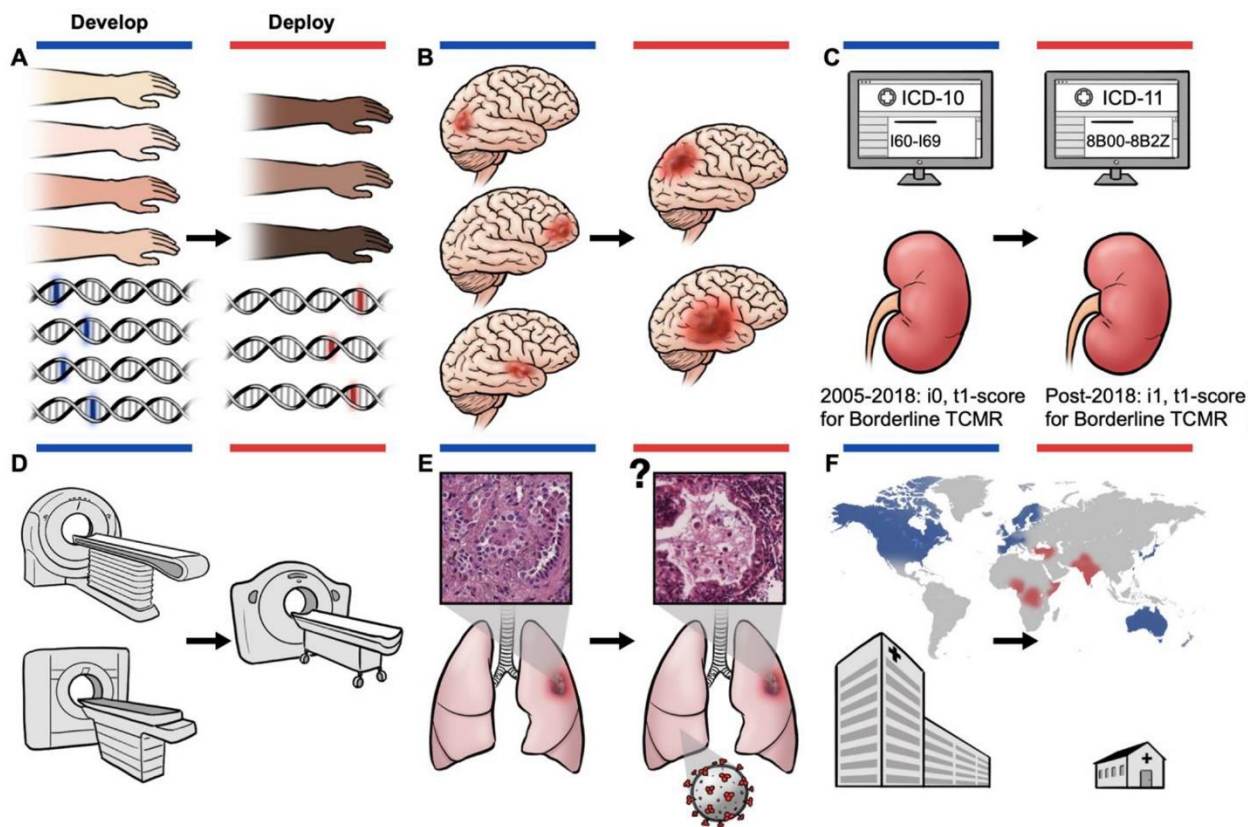 Develop
Deploy
A
B
C
ICD-10
I60-I69
ICD-11
8B00-8B2Z
2005-2018: i0, t1-score
for Borderline TCMR
Post-2018: i1, t1-score
for Borderline TCMR
D
E
?
F